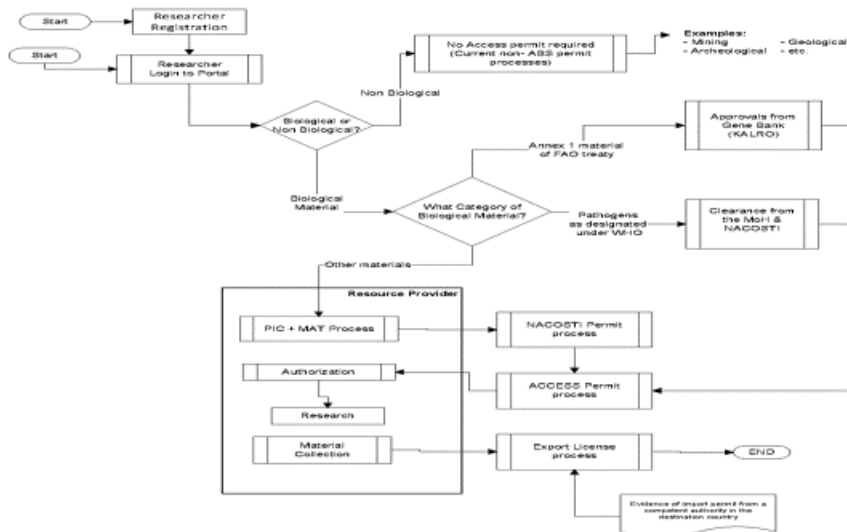 Start
Researcher
Registration
Start
Researcher
Login to Portal
No Access permit required
(Current non- ABS permit
processes)
Examples:
- Mining - Geological
- Archeological - etc.
Non Biological
Biological or
Non Biological?
Approvals from
Gene Bank
(KALRO)
Annex 1 material
of FAO treaty
Biological
Material
What Category of
Biological Material?
Pathogens
as designated
under WHO
Clearance from
the MoH &
NACOSTI
Other materials
Resource Provider
PIC + MAT Process
NACOSTI Permit
process
Authorization
ACCESS Permit
process
Research
Material
Collection
Export License
process
END
Evidence of import permit from a
competent authority in the
destination country